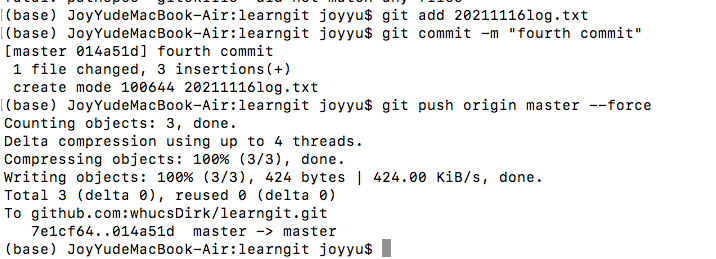 (base) JoyYudeMacBook-Air:learngit joyyu$ git add 20211116log.txt
(base) JoyYudeMacBook-Air:learngit joyyu$ git commit -m "fourth commit"
[master 014a51d] fourth commit
 1 file changed, 3 insertions(+)
 create mode 100644 20211116log.txt
(base) JoyYudeMacBook-Air:learngit joyyu$ git push origin master --force
Counting objects: 3, done.
Delta compression using up to 4 threads.
Compressing objects: 100% (3/3), done.
Writing objects: 100% (3/3), 424 bytes | 424.00 KiB/s, done.
Total 3 (delta 0), reused 0 (delta 0)
To github.com:whucsDirk/learngit.git
   7e1cf64..014a51d  master -> master
(base) JoyYudeMacBook-Air:learngit joyyu$